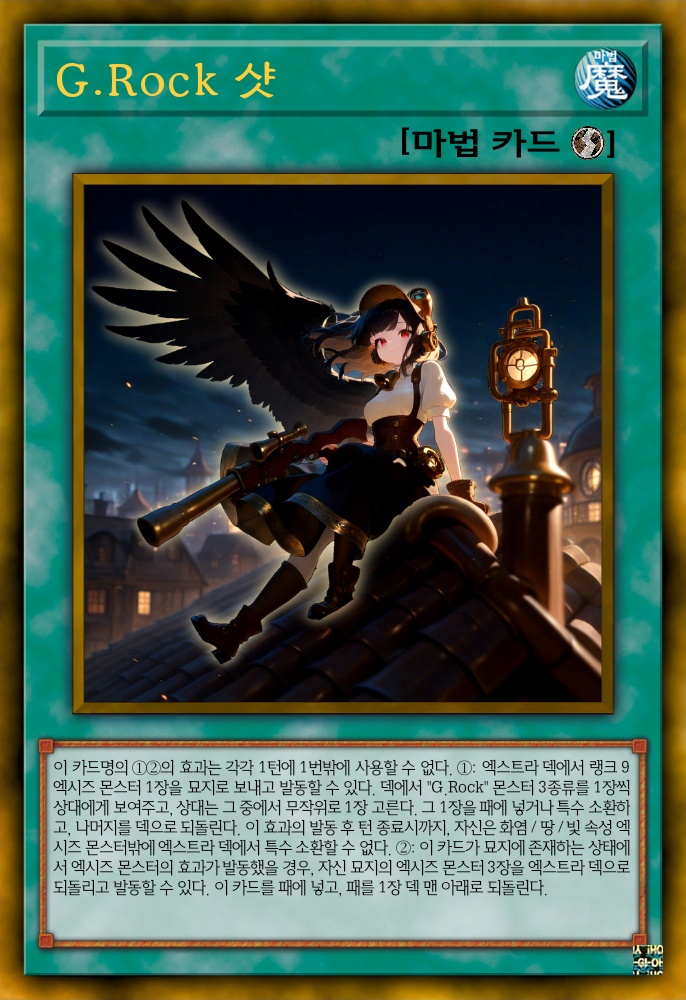 G.Rock 샷
마법
魔
[마법 카드]
이 카드명의 ①②의 효과는 각각 1턴에 1번밖에 사용할 수 없다. ①: 엑스트라 덱에서 랭크 9
엑시즈 몬스터 1장을 묘지로 보내고 발동할 수 있다. 덱에서 "G.Rock" 몬스터 3종류를 1장씩
상대에게 보여주고, 상대는 그 중에서 무작위로 1장 고른다. 그 1장을 패에 넣거나 특수 소환하
고, 나머지를 덱으로 되돌린다. 이 효과의 발동 후 턴 종료시까지, 자신은 화염 / 땅 / 빛 속성 엑
시즈 몬스터밖에 엑스트라 덱에서 특수 소환할 수 없다. ②: 이 카드가 묘지에 존재하는 상태에
서 엑시즈 몬스터의 효과가 발동했을 경우, 자신 묘지의 엑시즈 몬스터 3장을 엑스트라 덱으로
되돌리고 발동할 수 있다. 이 카드를 패에 넣고, 패를 1장 덱 맨 아래로 되돌린다.